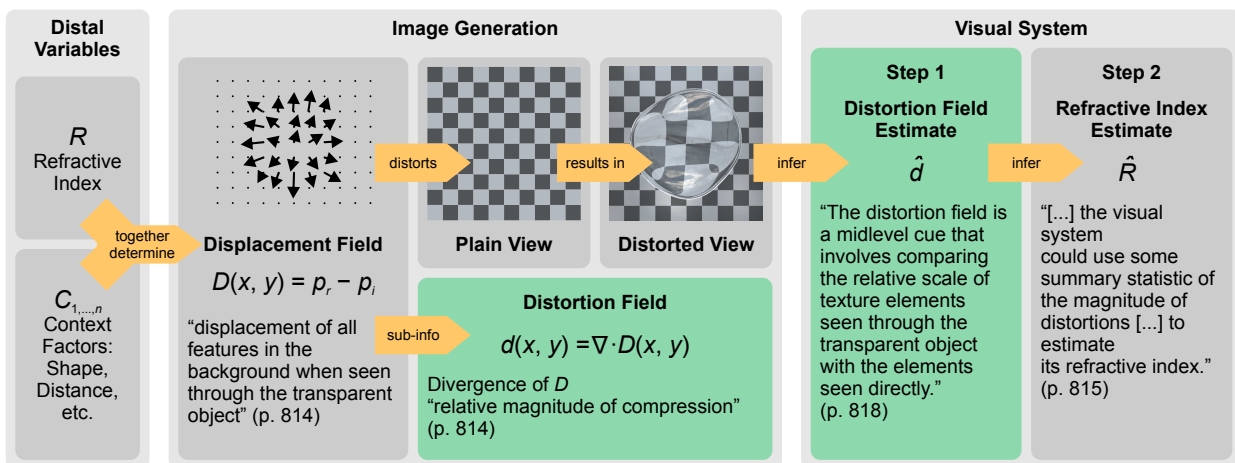 Distal
Variables
R
Refractive
Index
C1,...,n
Context
Factors:
Shape,
Distance,
etc.
together
determine
Image Generation
Displacement Field
D(x, y) = pr − pi
“displacement of all
features in the
background when seen
through the transparent
object” (p. 814)
distorts
Plain View
results in
Distorted View
sub-info
Distortion Field
d(x, y) =∇·D(x, y)
Divergence of D
“relative magnitude of compression”
(p. 814)
infer
Visual System
Step 1
Distortion Field
Estimate
d̂
“The distortion field is
a midlevel cue that
involves comparing
the relative scale of
texture elements
seen through the
transparent object
with the elements
seen directly.”
(p. 818)
infer
Step 2
Refractive Index
Estimate
R̂
“[...] the visual
system
could use some
summary statistic of
the magnitude of
distortions [...] to
estimate
its refractive index.”
(p. 815)